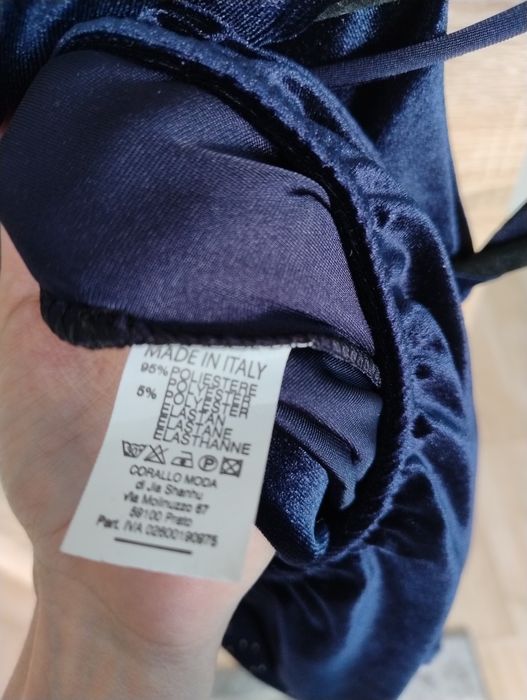 MADE IN ITALY
95% POLIESTERE
POLYESTER
5% POLYESTER
ELASTAN
ELASTANE
ELASTHANNE
CORALLO MODA
di Jia Shanhu
via Molinuzzo 67
59100 Prato
Part. IVA 02600190975